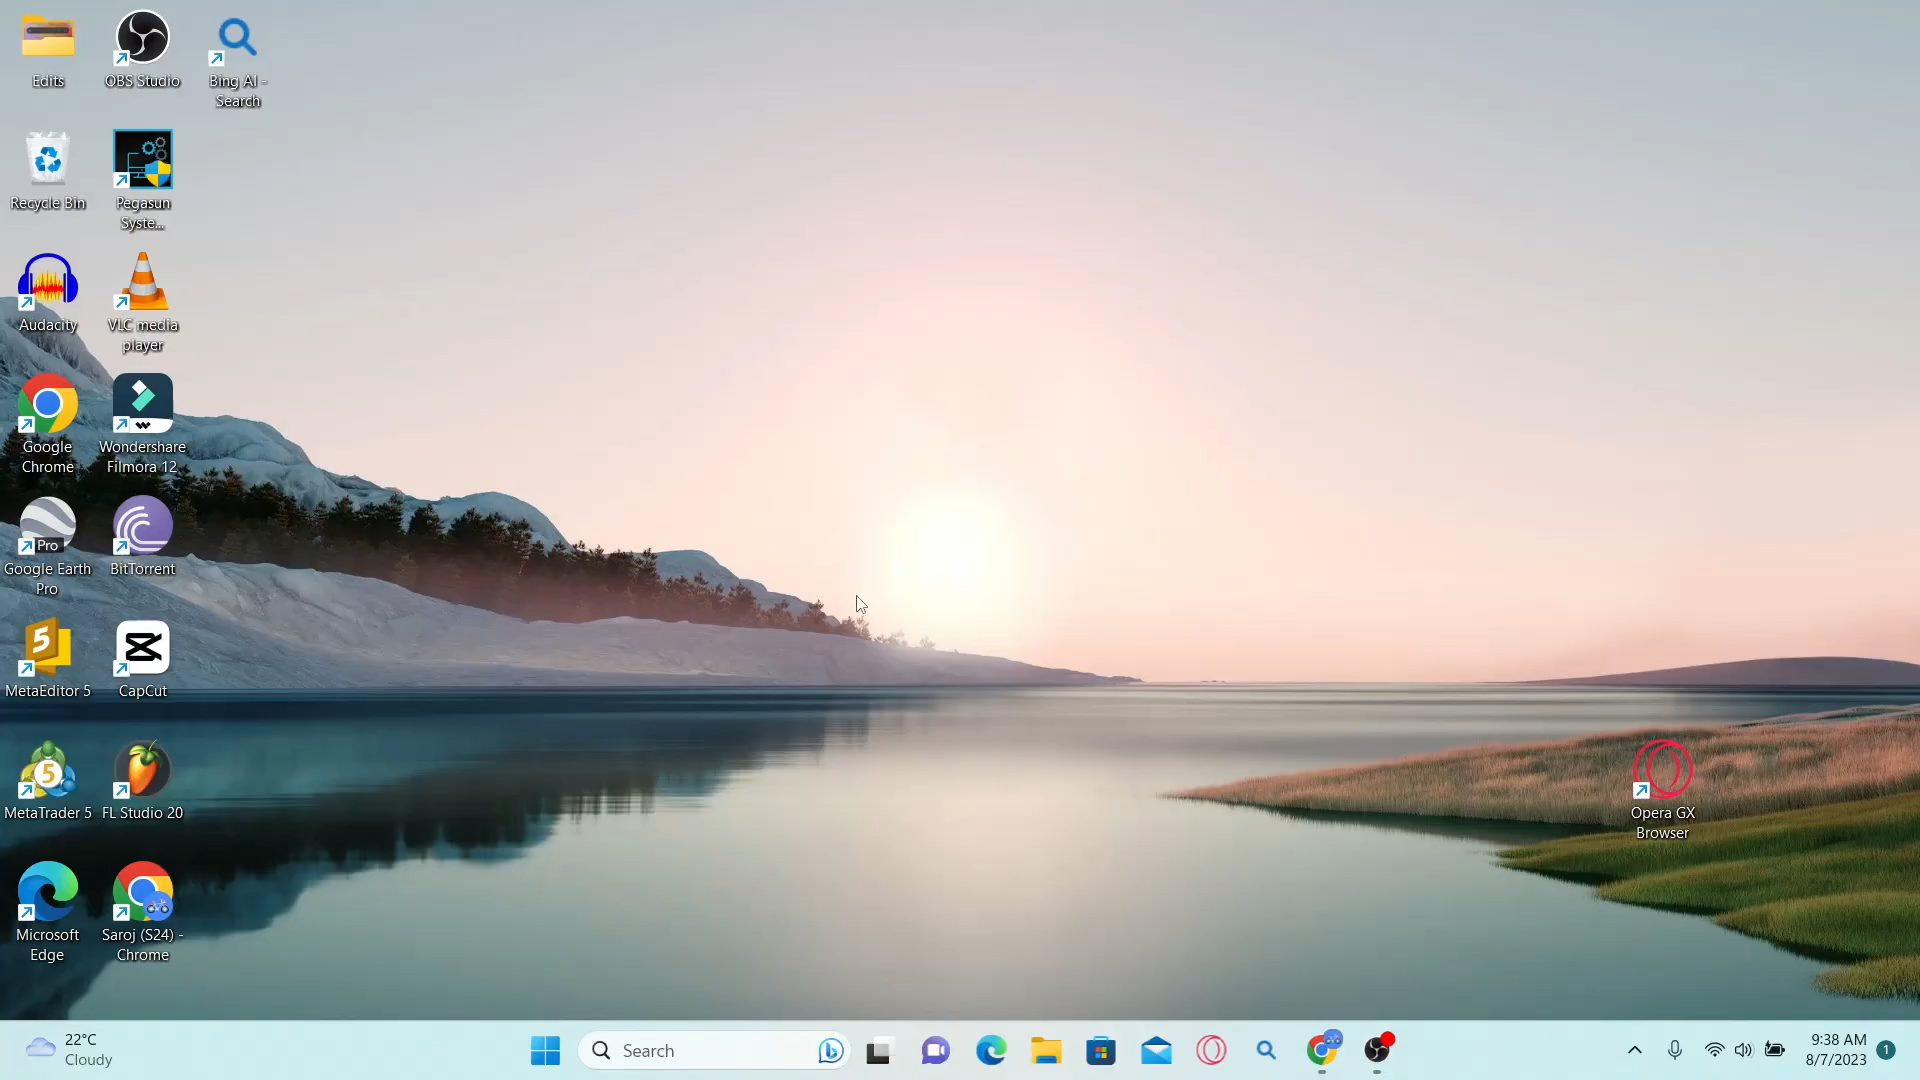 Edits
OBS Studio
Bing AI -
Search
Recycle Bin
Pegasun
Syste...
Audacity
VLC media
player
Google
Chrome
Wondershare
Filmora 12
Pro
Google Earth
Pro
BitTorrent
5
MetaEditor 5
CapCut
5
MetaTrader 5
FL Studio 20
Microsoft
Edge
Saroj (S24) -
Chrome
Opera GX
Browser
22°C
Cloudy
Search
9:38 AM
8/7/2023
1